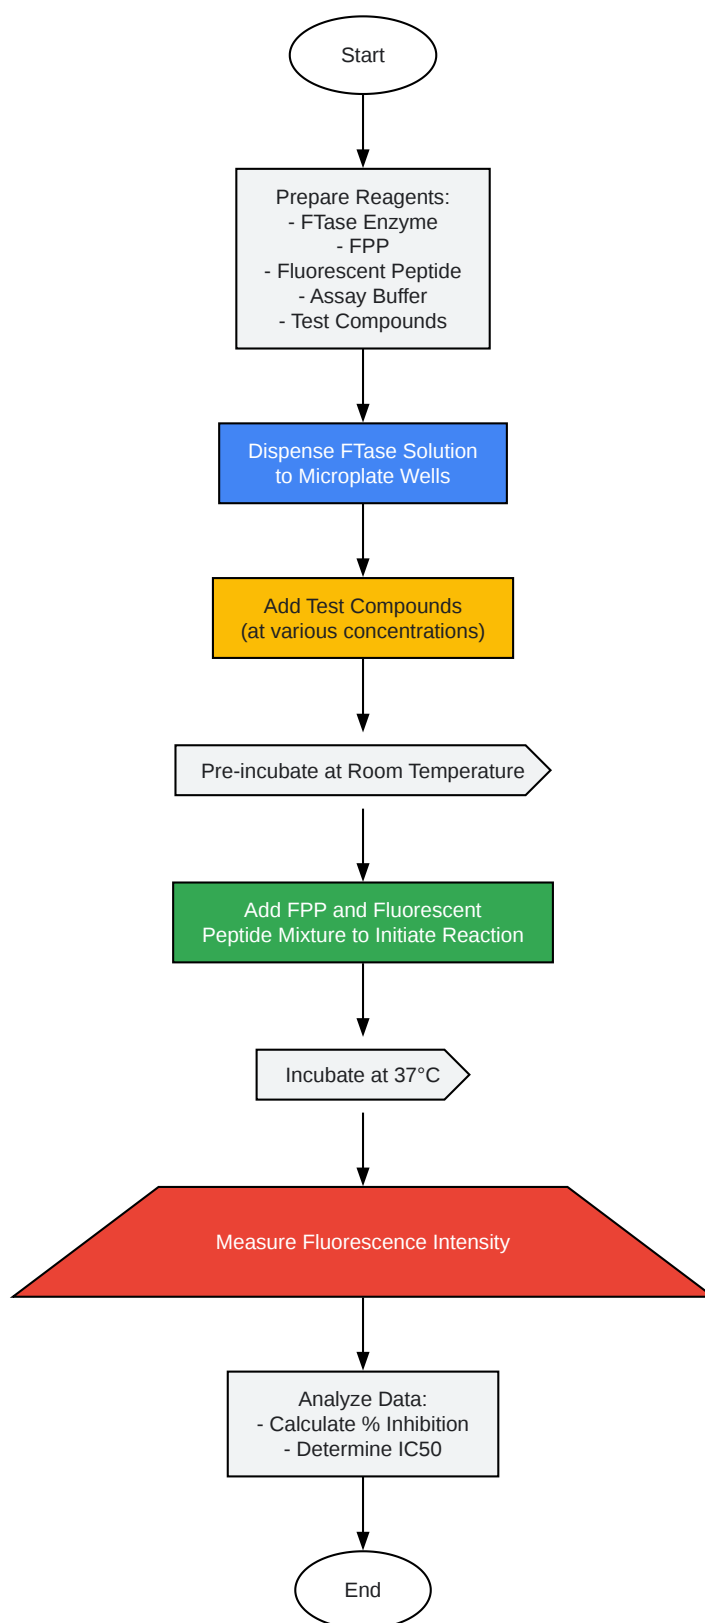 Start
Prepare Reagents:
- FTase Enzyme
- FPP
- Fluorescent Peptide
- Assay Buffer
- Test Compounds
Dispense FTase Solution
to Microplate Wells
Add Test Compounds
(at various concentrations)
Pre-incubate at Room Temperature
Add FPP and Fluorescent
Peptide Mixture to Initiate Reaction
Incubate at 37°C
Measure Fluorescence Intensity
Analyze Data:
- Calculate % Inhibition
- Determine IC50
End